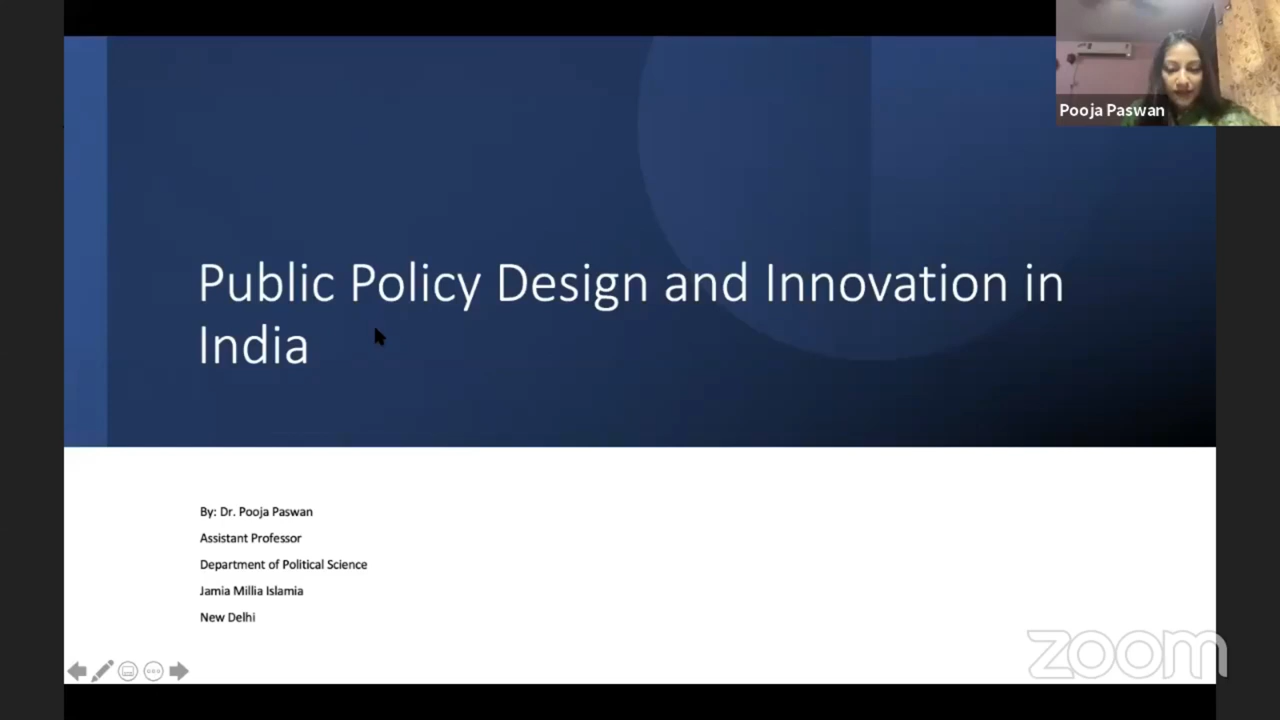 Pooja Paswan
Public Policy Design and Innovation in
India
By: Dr. Pooja Paswan
Assistant Professor
Department of Political Science
Jamia Millia Islamia
New Delhi
zoom